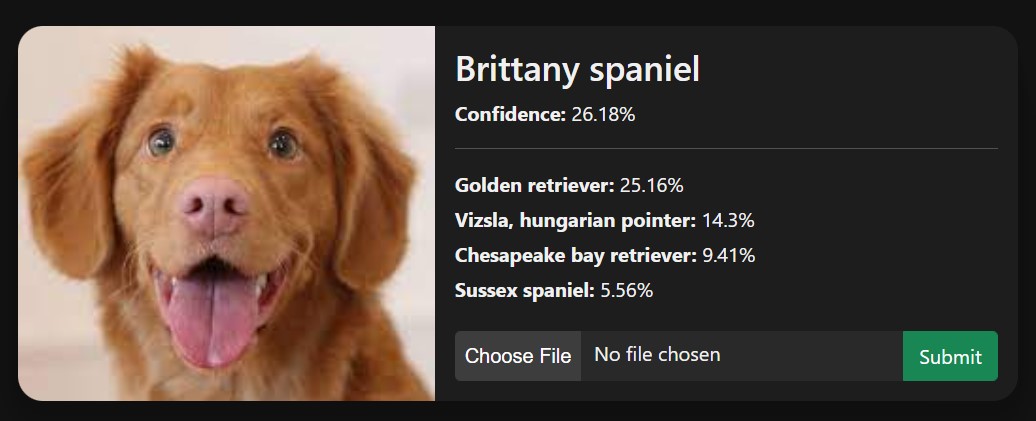 Brittany spaniel
Confidence: 26.18%
Golden retriever: 25.16%
Vizsla, hungarian pointer: 14.3%
Chesapeake bay retriever: 9.41%
Sussex spaniel: 5.56%
Choose File No file chosen Submit